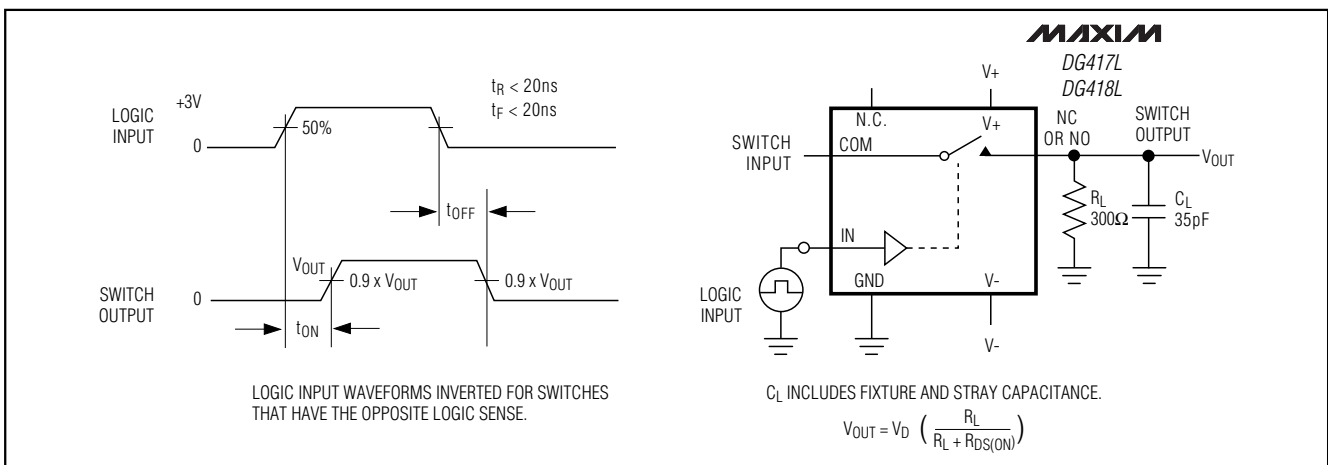 LOGIC
INPUT
+3V
0
50%
tR < 20ns
tF < 20ns
tOFF
SWITCH
OUTPUT
0
VOUT
0.9 x VOUT
0.9 x VOUT
tON
LOGIC INPUT WAVEFORMS INVERTED FOR SWITCHES
THAT HAVE THE OPPOSITE LOGIC SENSE.
MAXIM
DG417L
DG418L
V+
N.C.
V+
NC
OR NO
SWITCH
OUTPUT
SWITCH
INPUT
COM
VOUT
RL
300Ω
CL
35pF
IN
LOGIC
INPUT
GND
V-
V-
CL INCLUDES FIXTURE AND STRAY CAPACITANCE.
VOUT = VD ( RL / RL + RDS(ON) )